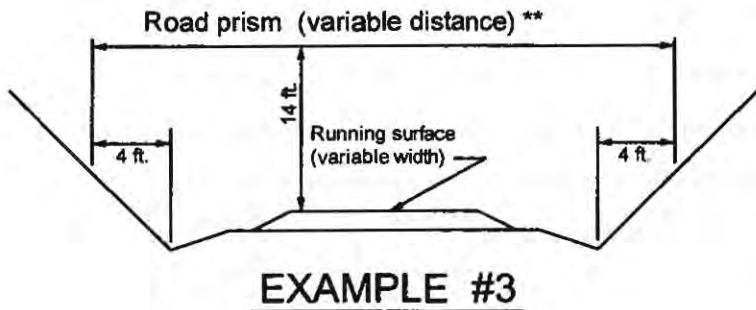 Road prism (variable distance) **
14 ft.
Running surface
(variable width)
4 ft.
4 ft.
EXAMPLE #3